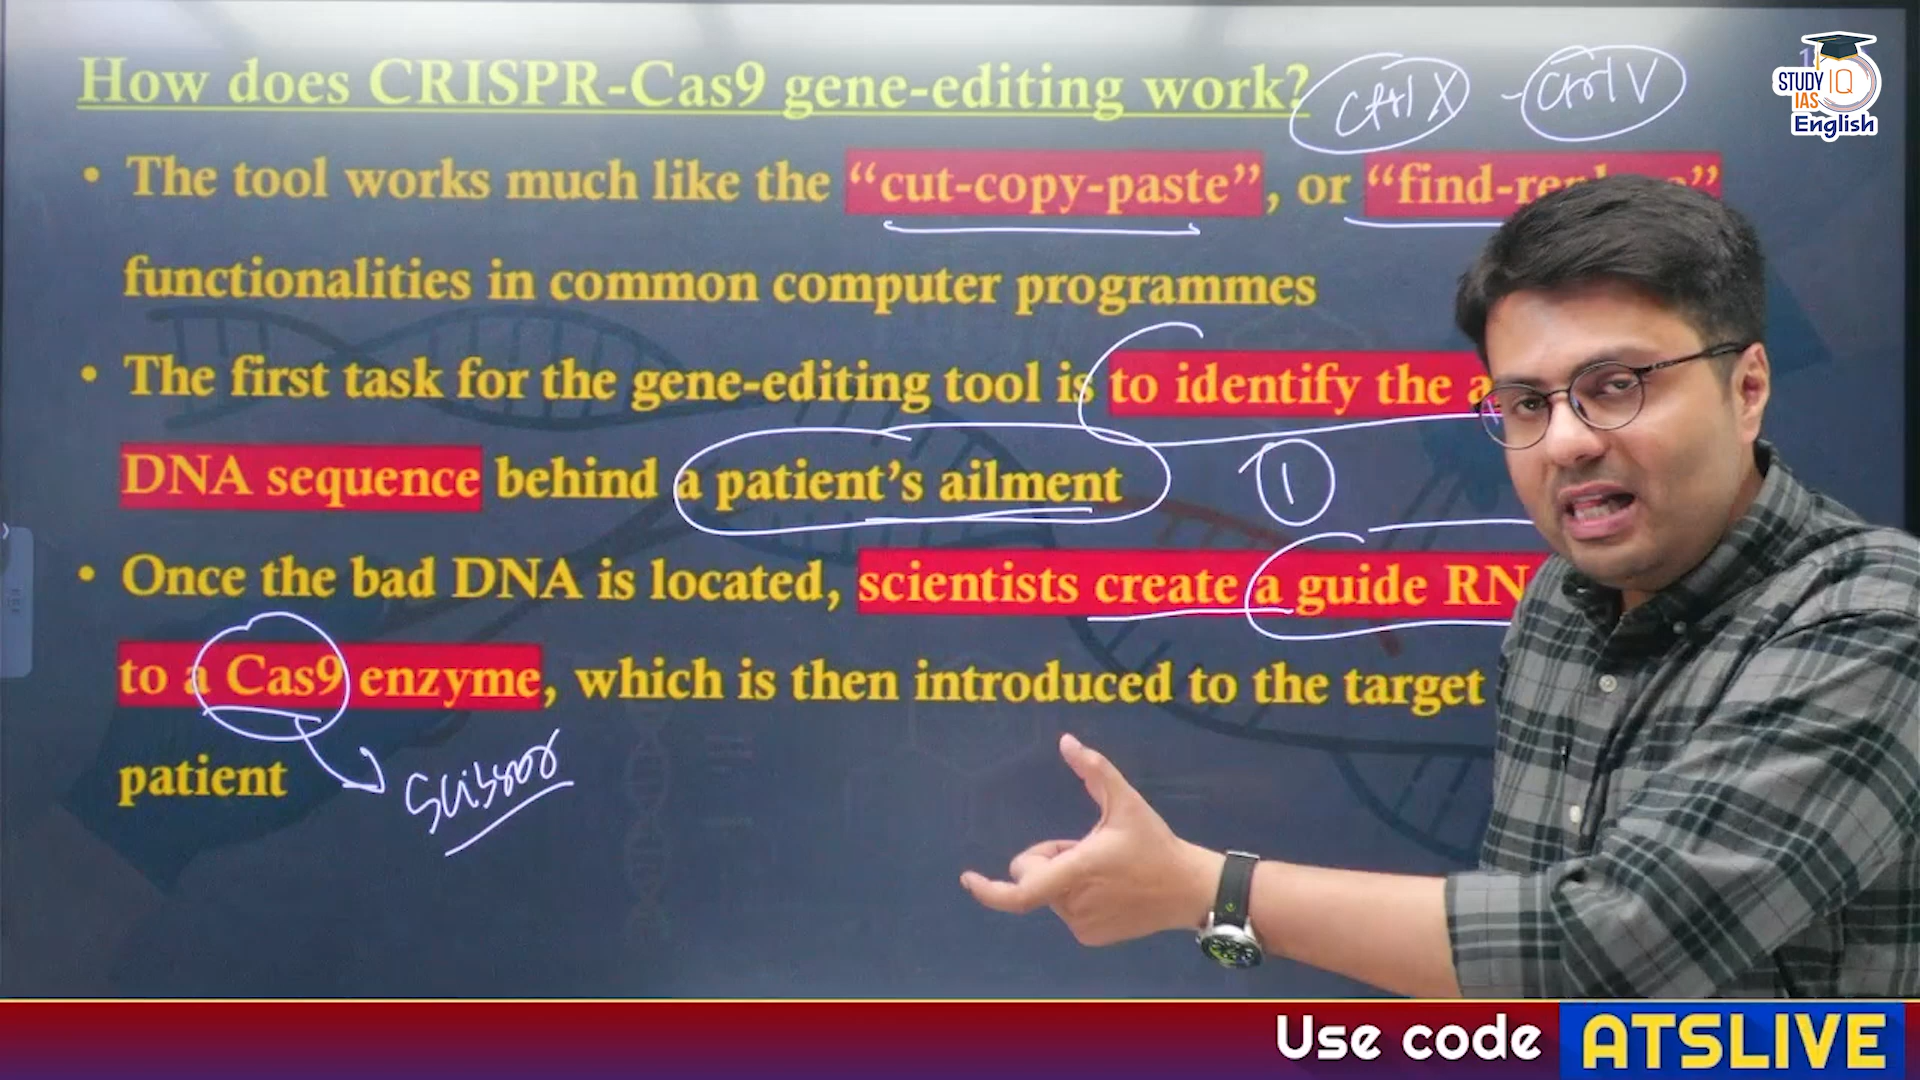 How does CRISPR-Cas9 gene-editing work?
Ctrl X - Ctrl V
STUDY IQ
IAS
English
• The tool works much like the “cut-copy-paste”, or “find-replace”
functionalities in common computer programmes
• The first task for the gene-editing tool is to identify the
DNA sequence behind a patient’s ailment
1
• Once the bad DNA is located, scientists create a guide
to a Cas9 enzyme, which is then introduced to the target
patient
Scissor
Use code ATSLIVE